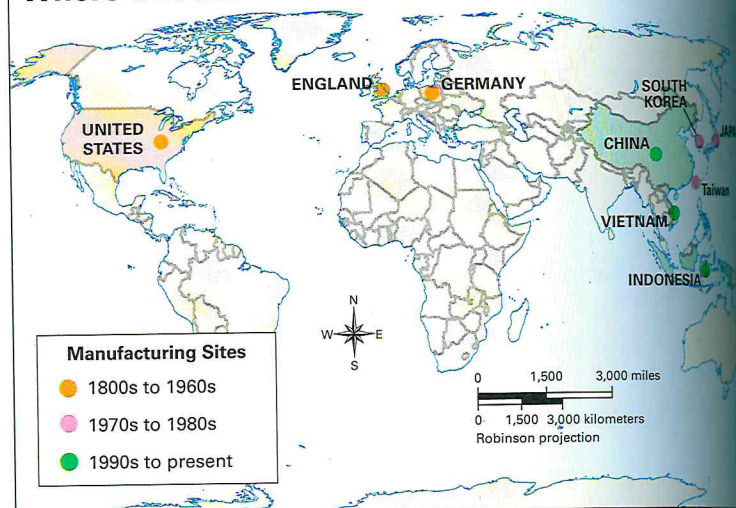 ENGLAND
GERMANY
SOUTH
KOREA
UNITED
STATES
CHINA
Taiwan
VIETNAM
INDONESIA
N
W
E
S
Manufacturing Sites
1800s to 1960s
1970s to 1980s
1990s to present
0 1,500 3,000 miles
0 1,500 3,000 kilometers
Robinson projection